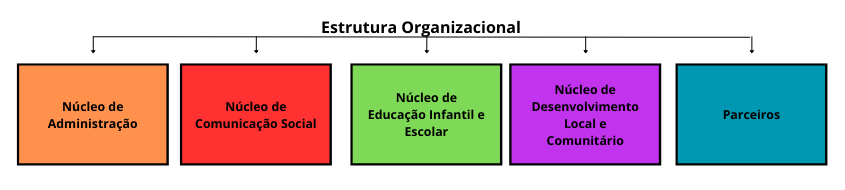 Estrutura Organizacional
Núcleo de
Administração
Núcleo de
Comunicação Social
Núcleo de
Educação Infantil e
Escolar
Núcleo de
Desenvolvimento
Local e
Comunitário
Parceiros